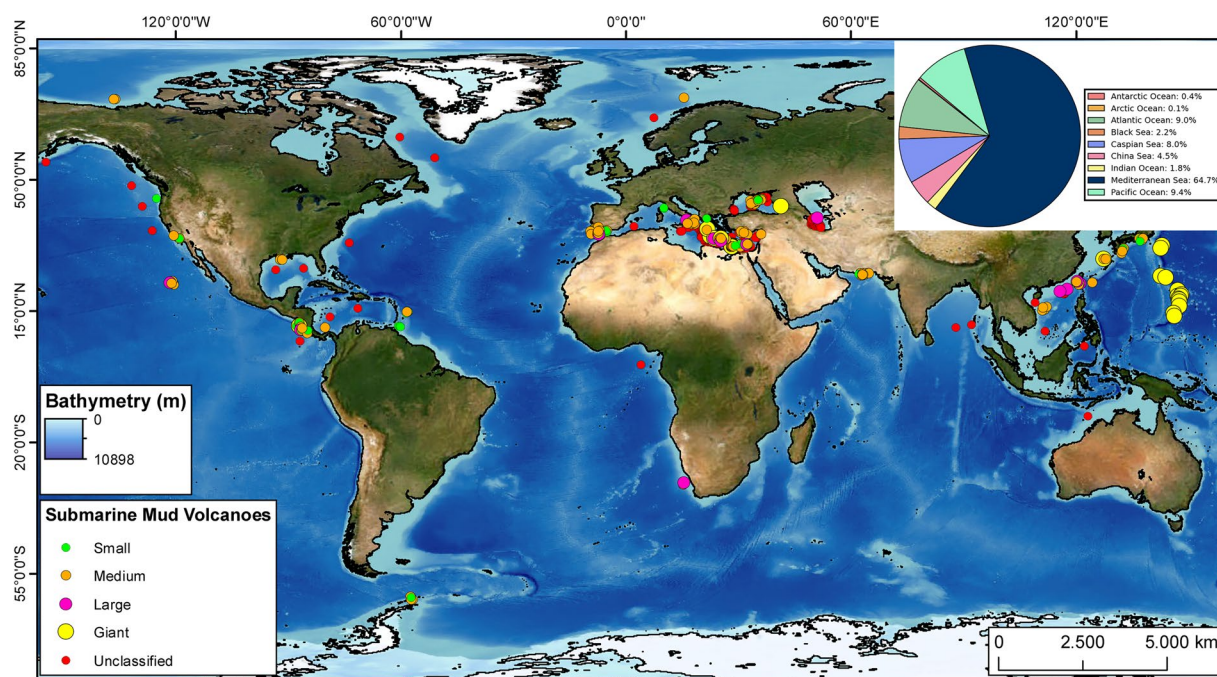 120°0'0"W 60°0'0"W 0°0'0" 60°0'0"E 120°0'0"E
85°0'0"N
50°0'0"N
15°0'0"N
20°0'0"S
55°0'0"S
Antarctic Ocean: 0.4%
Arctic Ocean: 0.1%
Atlantic Ocean: 9.0%
Black Sea: 2.2%
Caspian Sea: 8.0%
China Sea: 4.5%
Indian Ocean: 1.8%
Mediterranean Sea: 64.7%
Pacific Ocean: 9.4%
Bathymetry (m)
0
10898
Submarine Mud Volcanoes
Small
Medium
Large
Giant
Unclassified
0 2.500 5.000 km